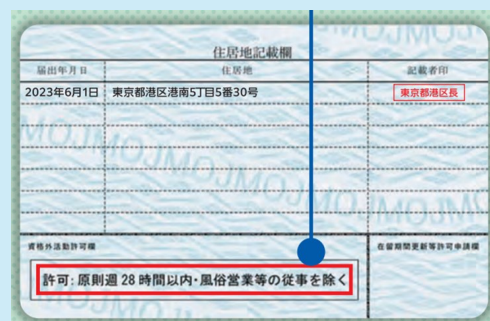 住居地記載欄
届出年月日 住居地 記載者印
2023年6月1日 東京都港区港南5丁目5番30号 東京都港区長
MOJMOJMOJMOJMOJ
資格外活動許可欄 在留期間更新等許可申請欄
許可:原則週28時間以内・風俗営業等の従事を除く